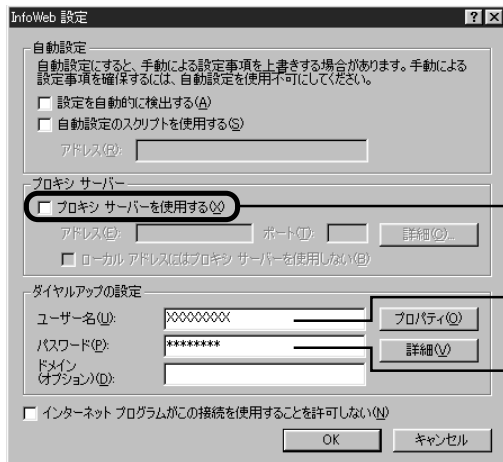 InfoWeb 設定
自動設定
自動設定にすると、手動による設定事項を上書きする場合があります。手動による
設定事項を確保するには、自動設定を使用不可にしてください。
設定を自動的に検出する(A)
自動設定のスクリプトを使用する(S)
アドレス(R):
プロキシ サーバー
プロキシ サーバーを使用する(X)
アドレス(E): ポート(T): 詳細(C)...
ローカル アドレスにはプロキシ サーバーを使用しない(B)
ダイヤルアップの設定
ユーザー名(U): XXXXXXXXX プロパティ(O)
パスワード(P): ******** 詳細(V)
ドメイン
(オプション)(D):
インターネット プログラムがこの接続を使用することを許可しない(N)
OK キャンセル